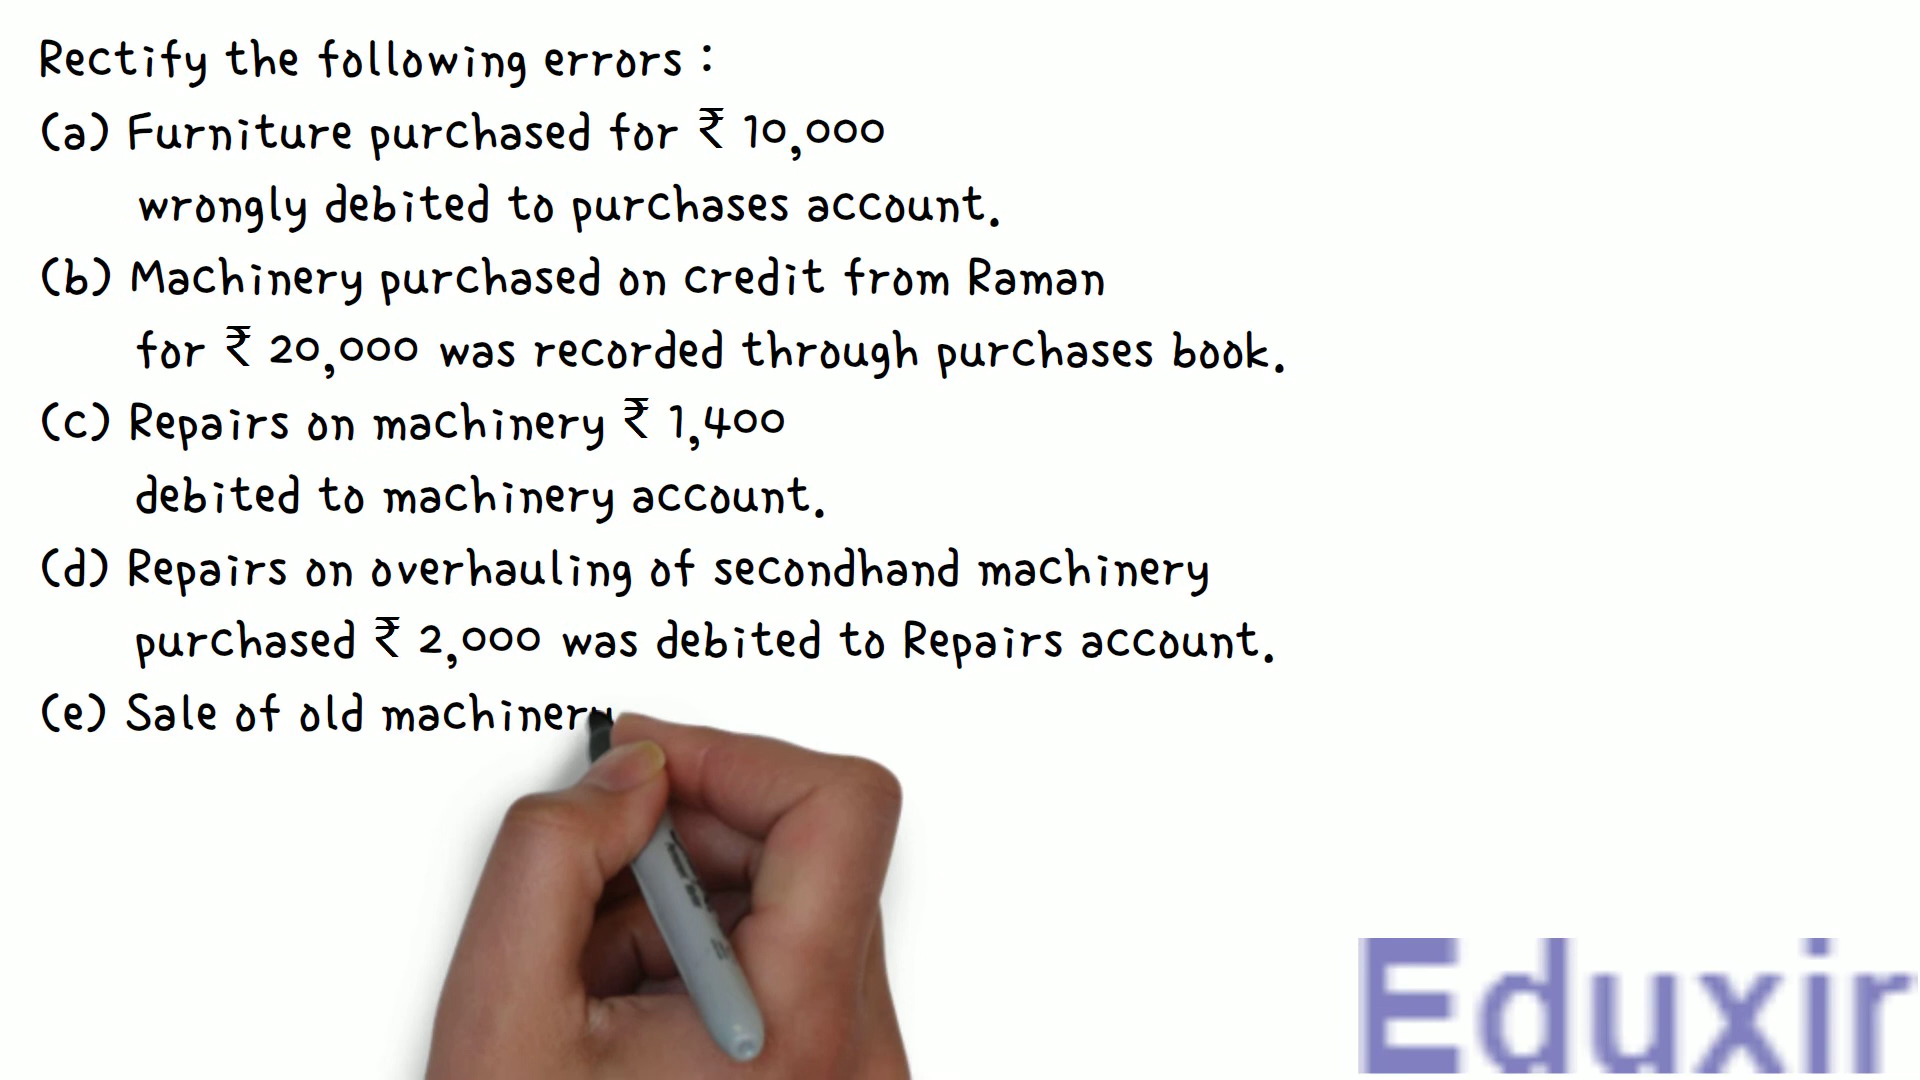 Rectify the following errors :
(a) Furniture purchased for ₹ 10,000
wrongly debited to purchases account.
(b) Machinery purchased on credit from Raman
for ₹ 20,000 was recorded through purchases book.
(c) Repairs on machinery ₹ 1,400
debited to machinery account.
(d) Repairs on overhauling of secondhand machinery
purchased ₹ 2,000 was debited to Repairs account.
(e) Sale of old machinery
Eduxir